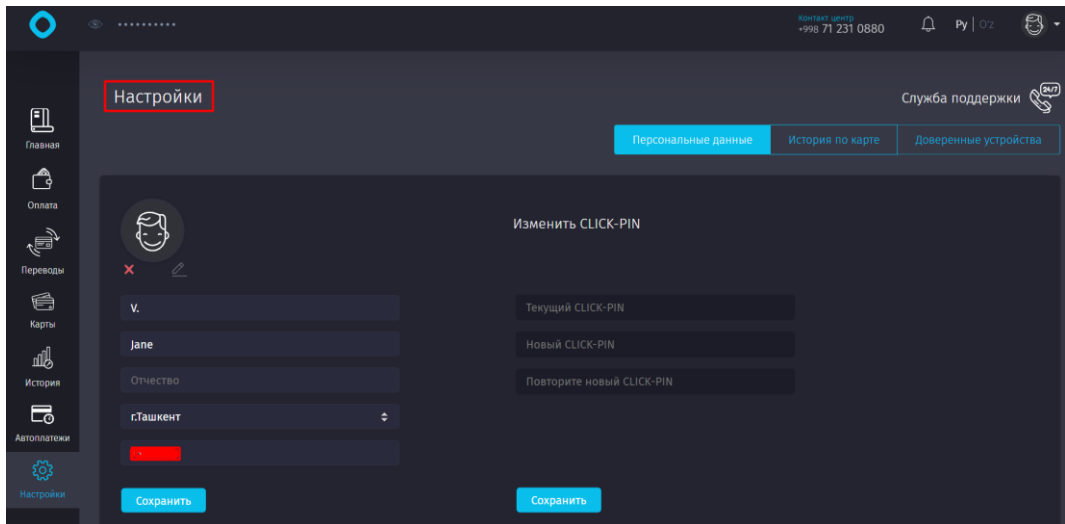 ••••••••••
Контакт центр
+998 71 231 0880
Ру | O'z
Настройки
Служба поддержки
24/7
Персональные данные
История по карте
Доверенные устройства
Главная
Оплата
Переводы
Карты
История
Автоплатежи
Настройки
V.
Jane
Отчество
г.Ташкент
Сохранить
Изменить CLICK-PIN
Текущий CLICK-PIN
Новый CLICK-PIN
Повторите новый CLICK-PIN
Сохранить